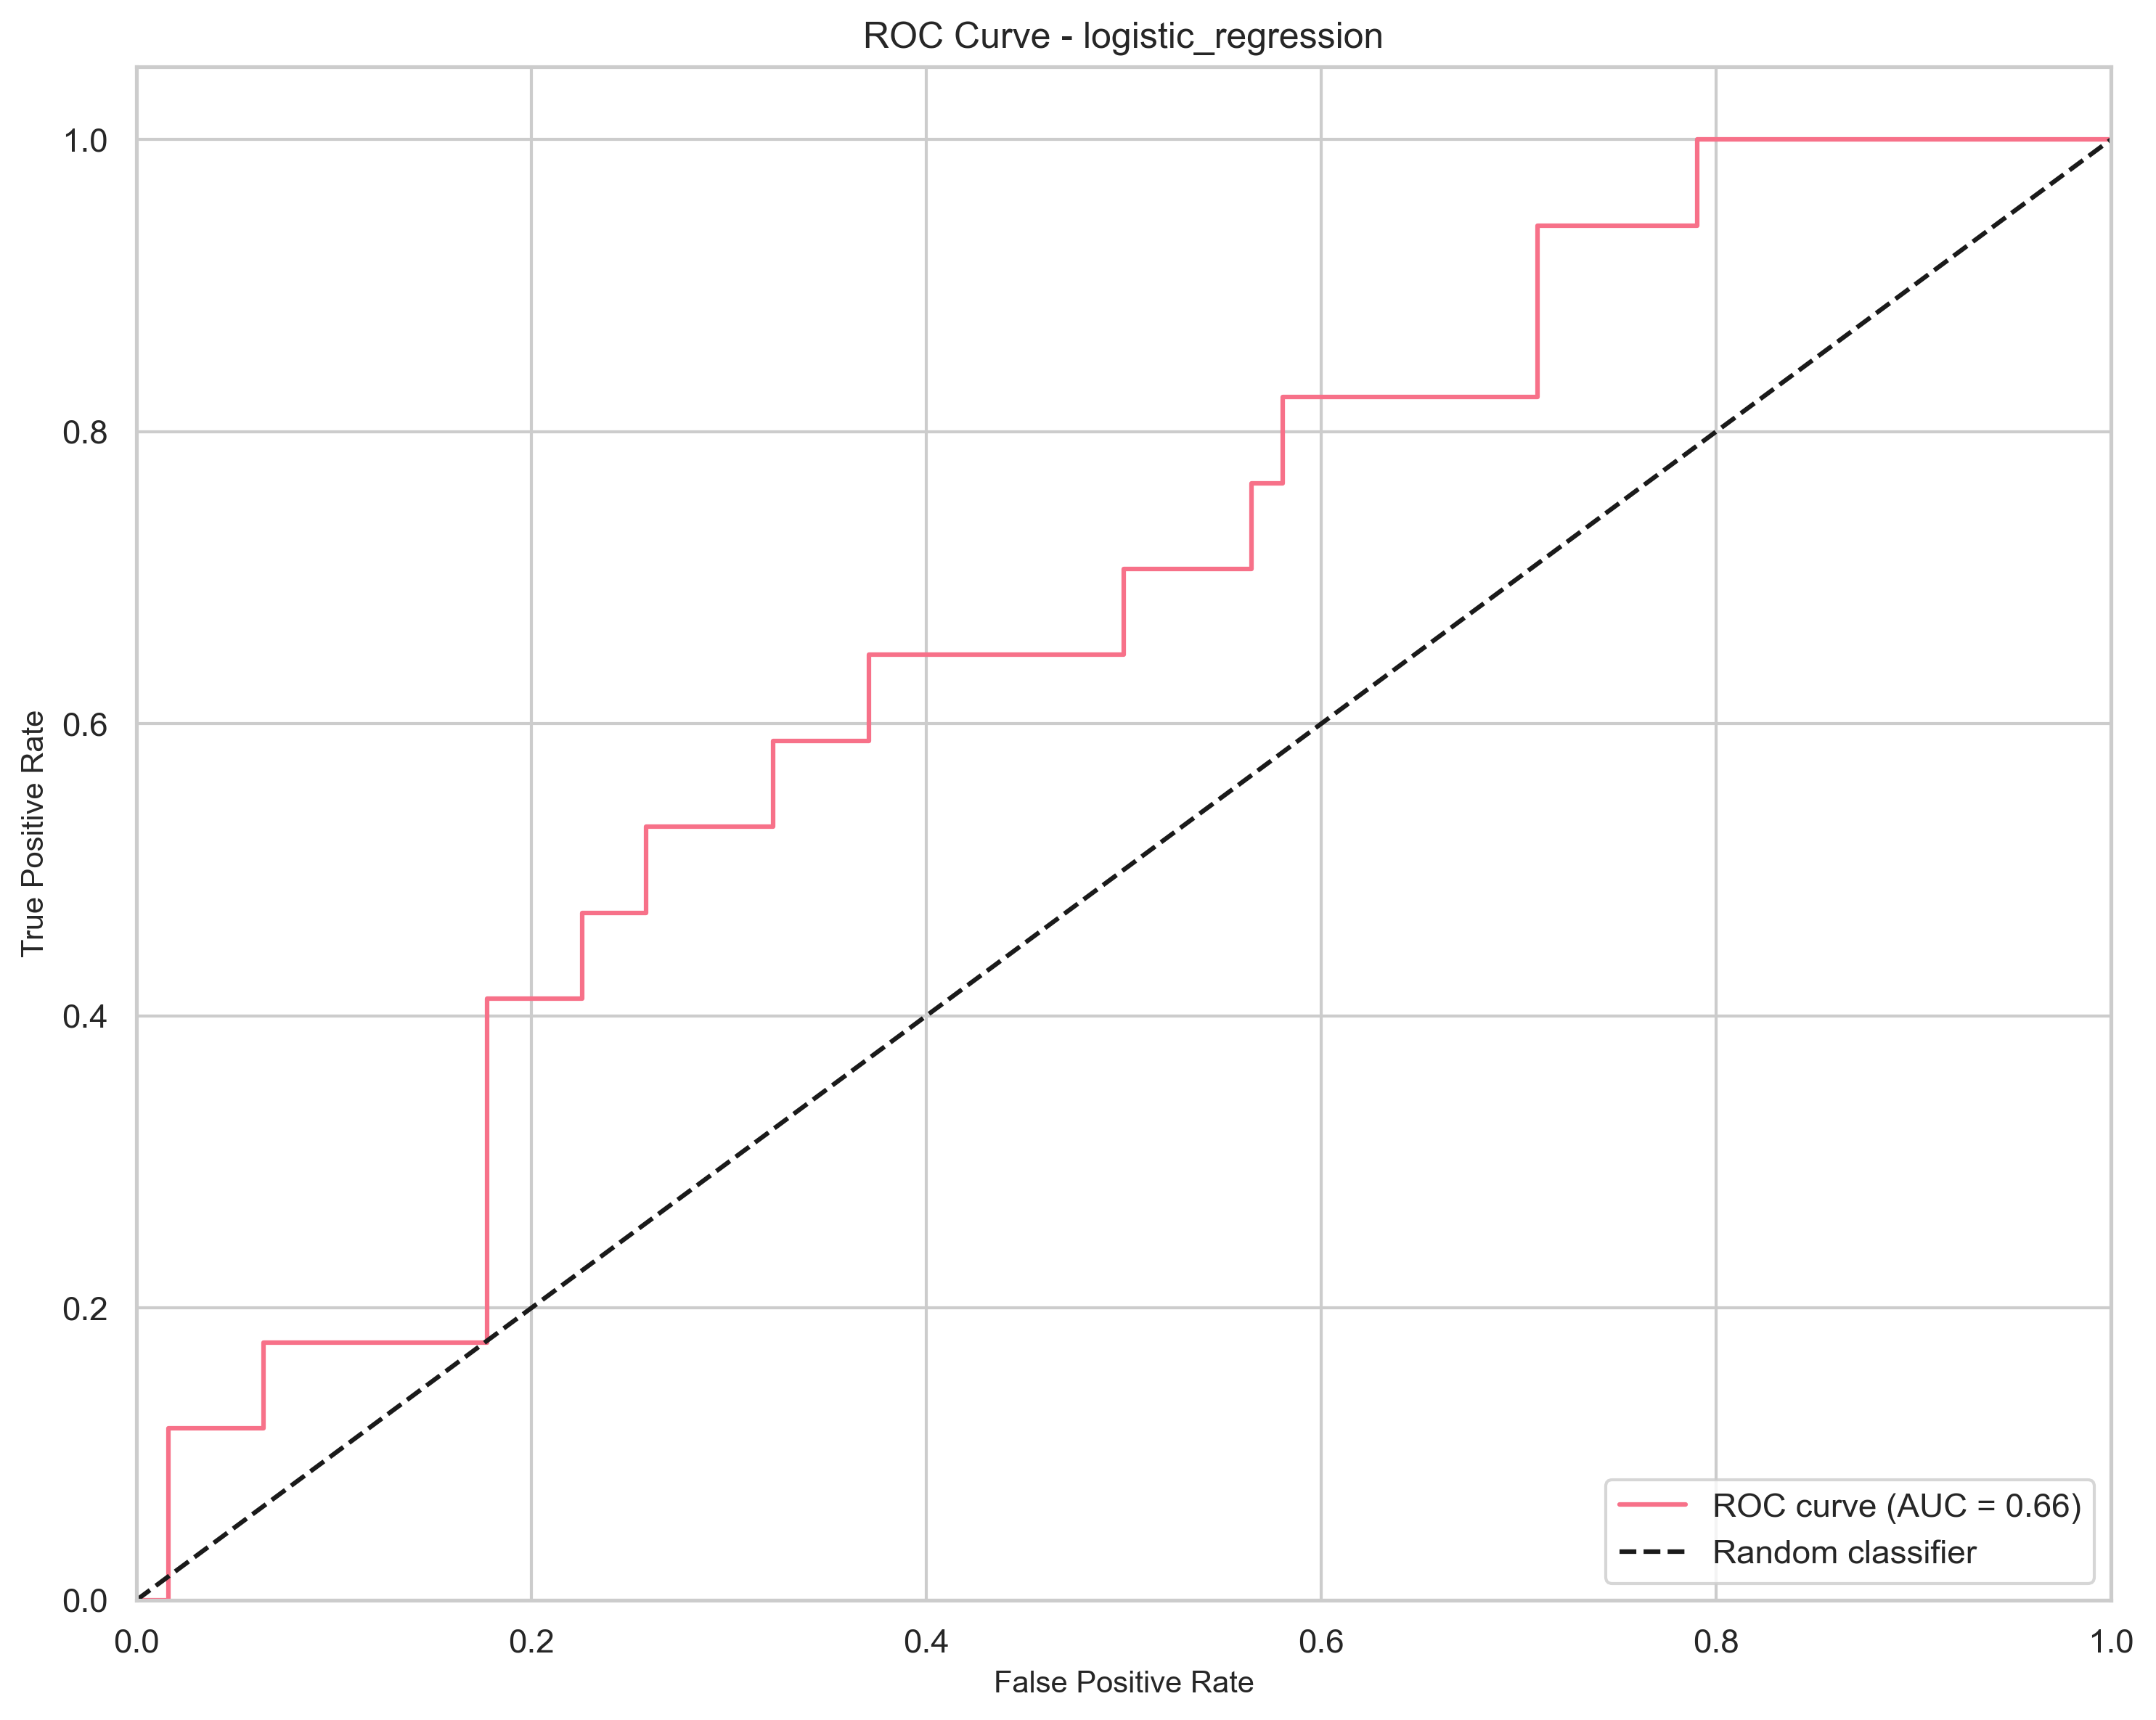 ROC Curve - logistic_regression
1.0
0.8
0.6
0.4
0.2
0.0
True Positive Rate
0.0 0.2 0.4 0.6 0.8 1.0
False Positive Rate
ROC curve (AUC = 0.66)
Random classifier